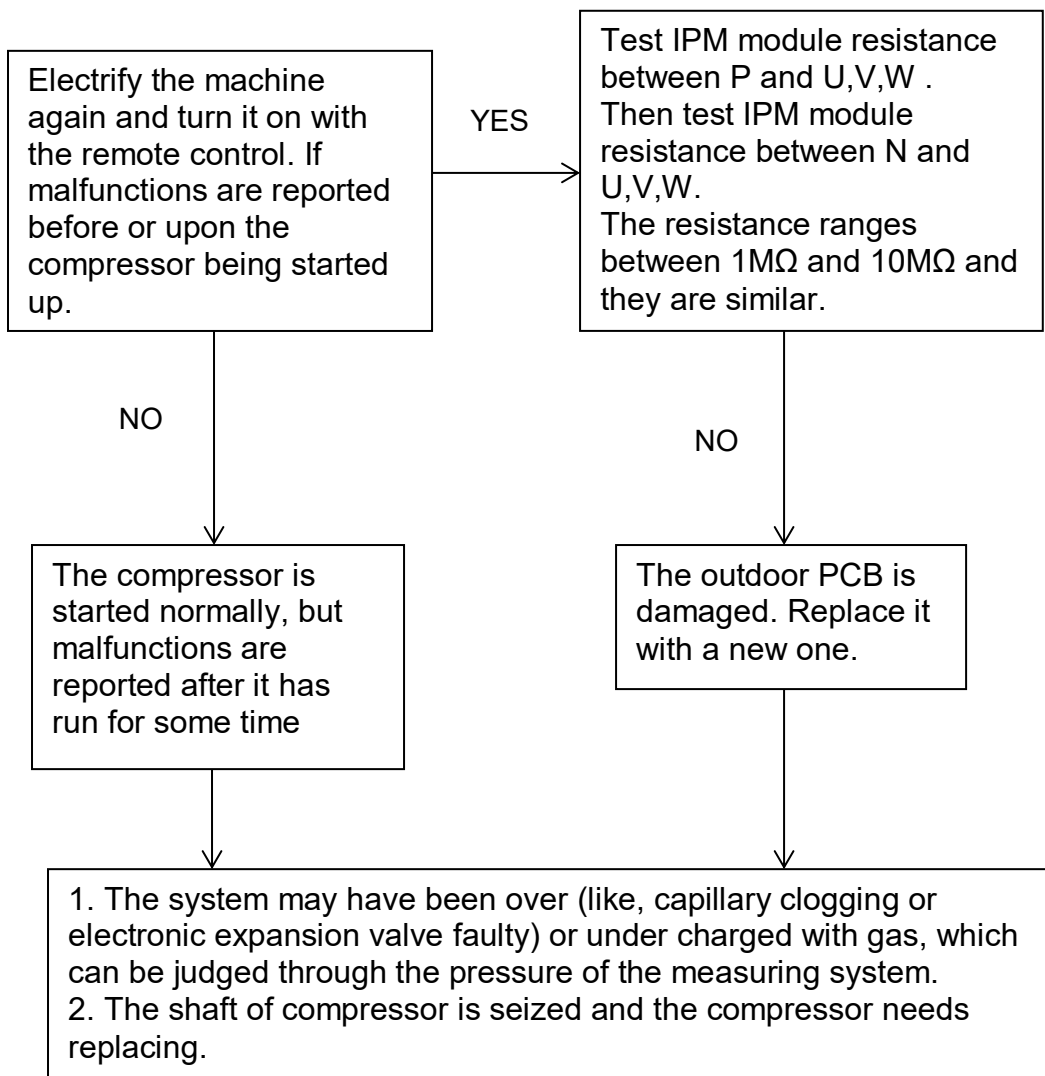 Electrify the machine
again and turn it on with
the remote control. If
malfunctions are reported
before or upon the
compressor being started
up.
YES
Test IPM module resistance
between P and U,V,W .
Then test IPM module
resistance between N and
U,V,W.
The resistance ranges
between 1MΩ and 10MΩ and
they are similar.
NO
NO
The compressor is
started normally, but
malfunctions are
reported after it has
run for some time
The outdoor PCB is
damaged. Replace it
with a new one.
1. The system may have been over (like, capillary clogging or
electronic expansion valve faulty) or under charged with gas, which
can be judged through the pressure of the measuring system.
2. The shaft of compressor is seized and the compressor needs
replacing.